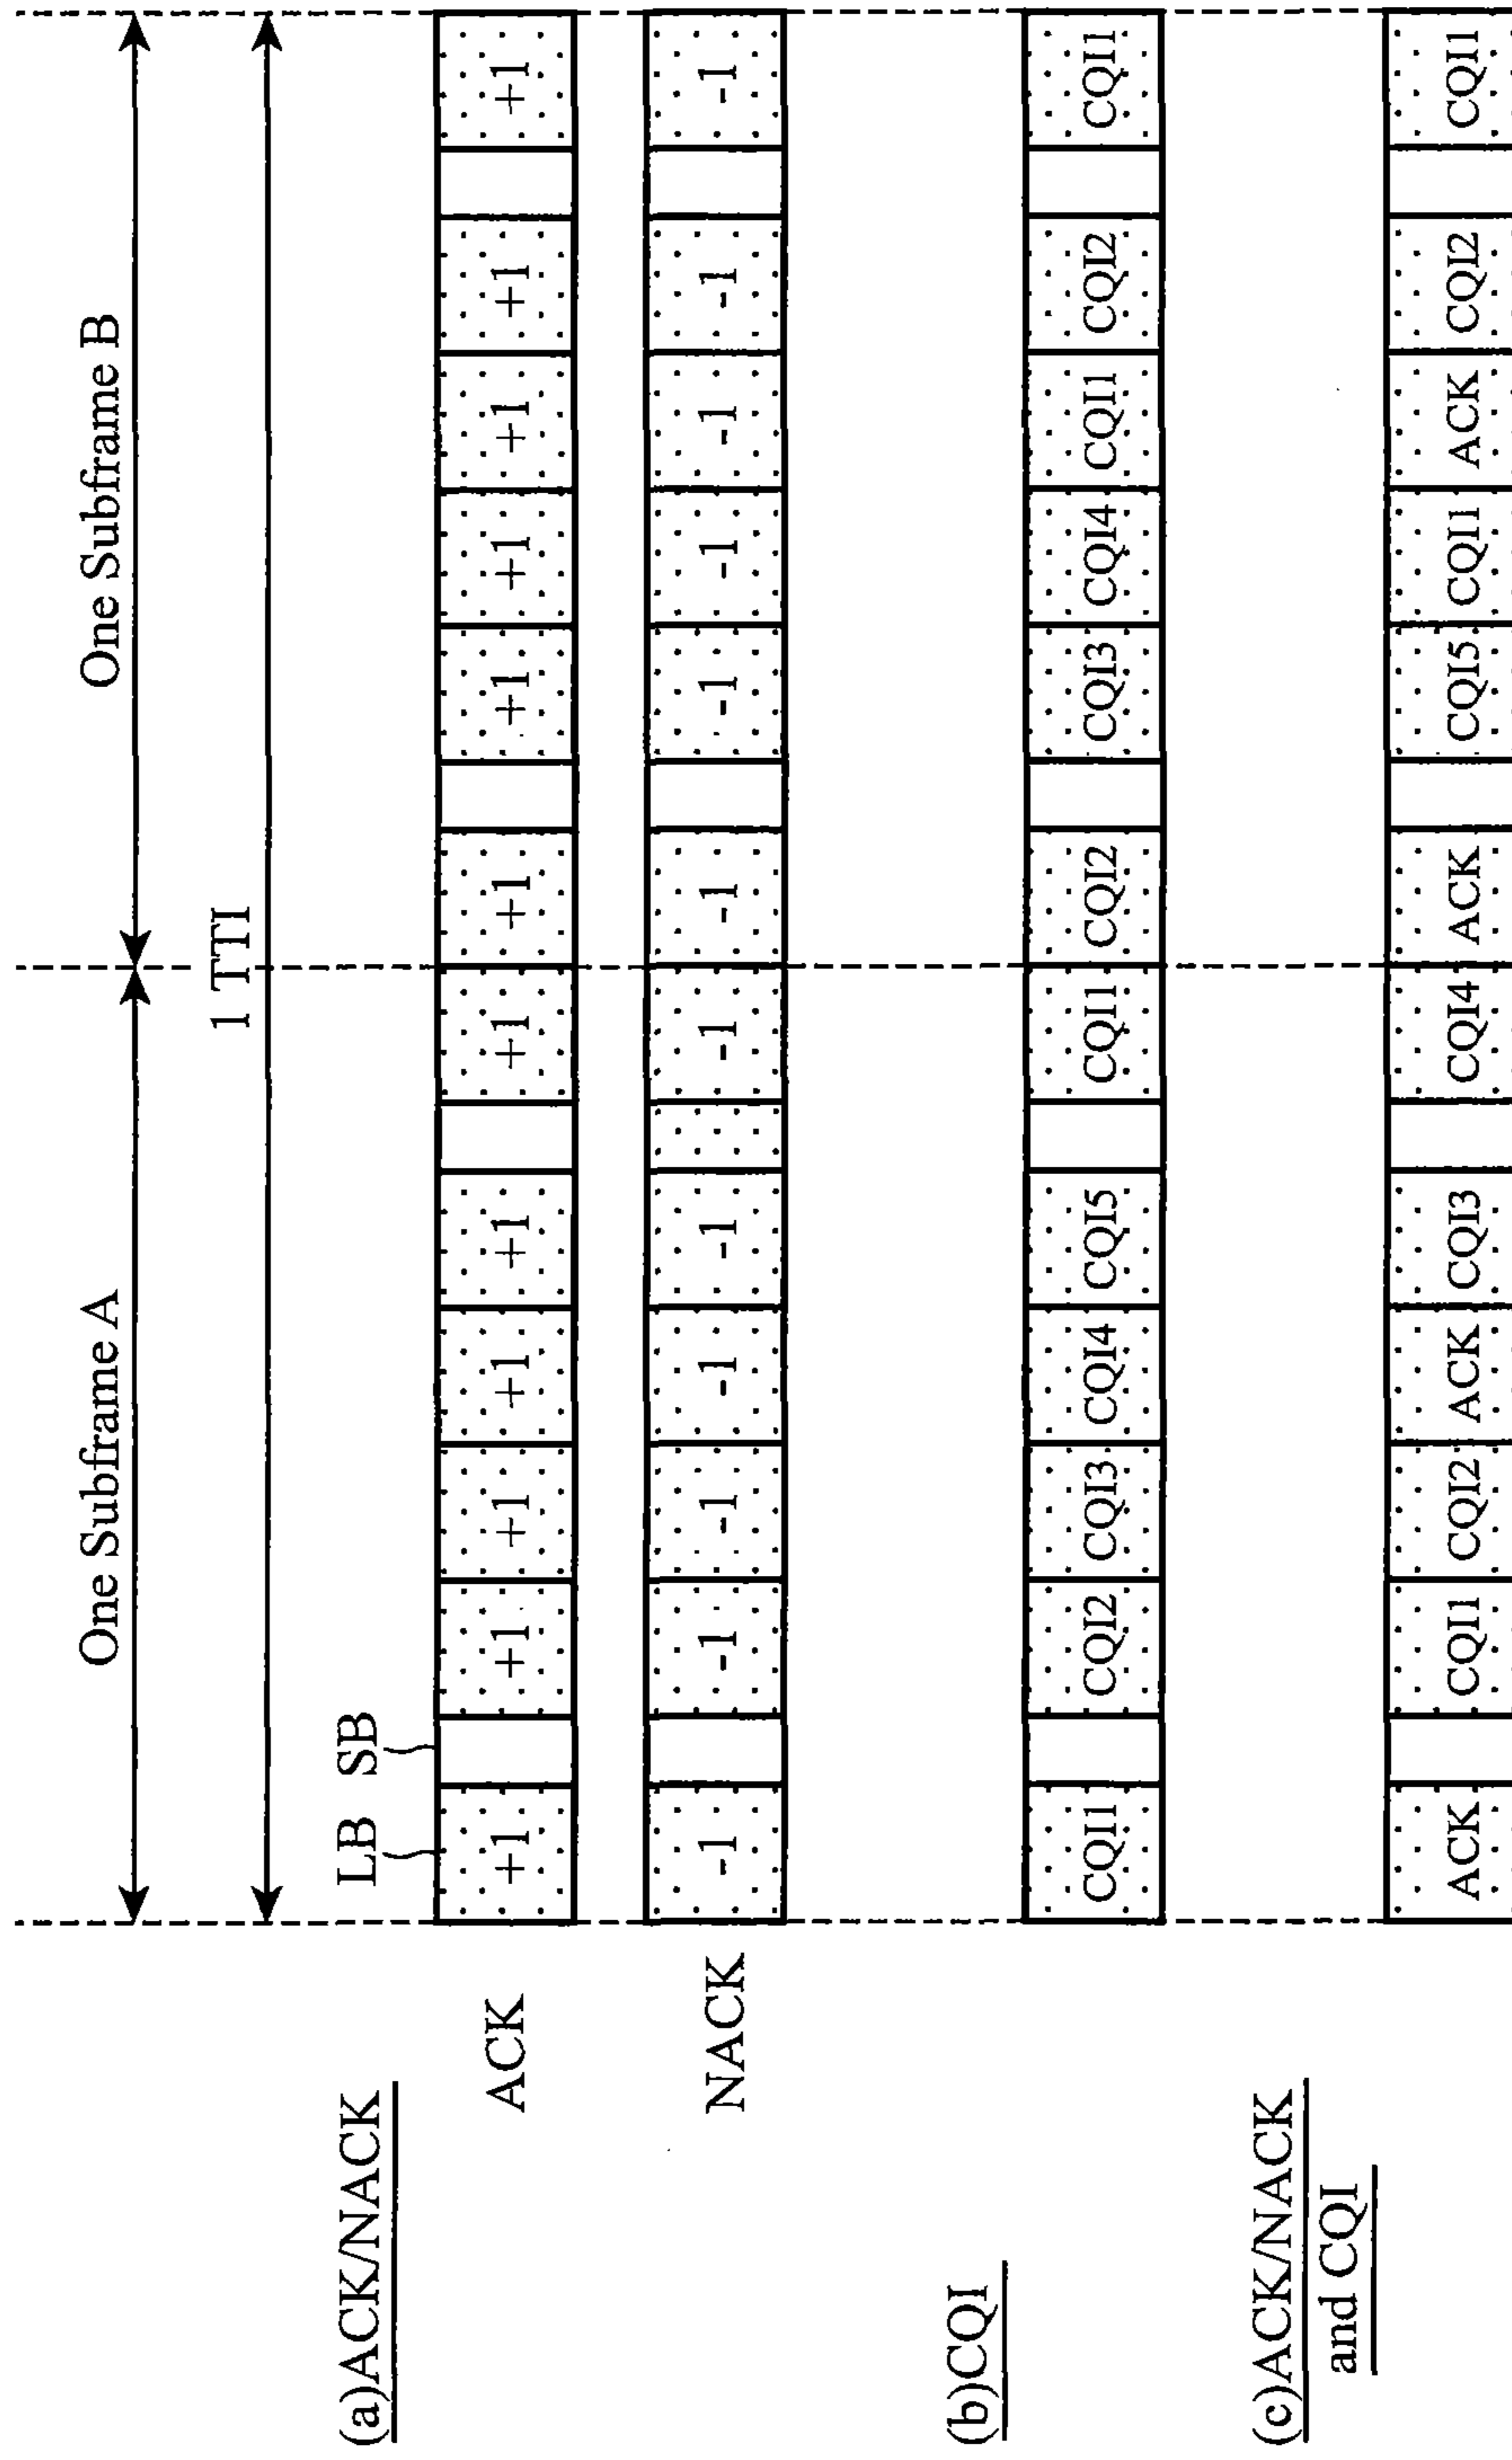 One Subframe A One Subframe B
1 TTI
(a)ACK/NACK LB SB
ACK +1 +1 +1 +1 +1 +1 +1 +1 +1 +1 +1 +1
NACK -1 -1 -1 -1 -1 -1 -1 -1 -1 -1 -1 -1
(b)CQI
CQI1 CQI2 CQI3 CQI4 CQI5 CQI1 CQI2 CQI3 CQI4 CQI1 CQI2 CQI1
(c)ACK/NACK
and CQI
ACK CQI1 CQI2 ACK CQI3 CQI4 ACK CQI5 CQI1 ACK CQI2 CQI1